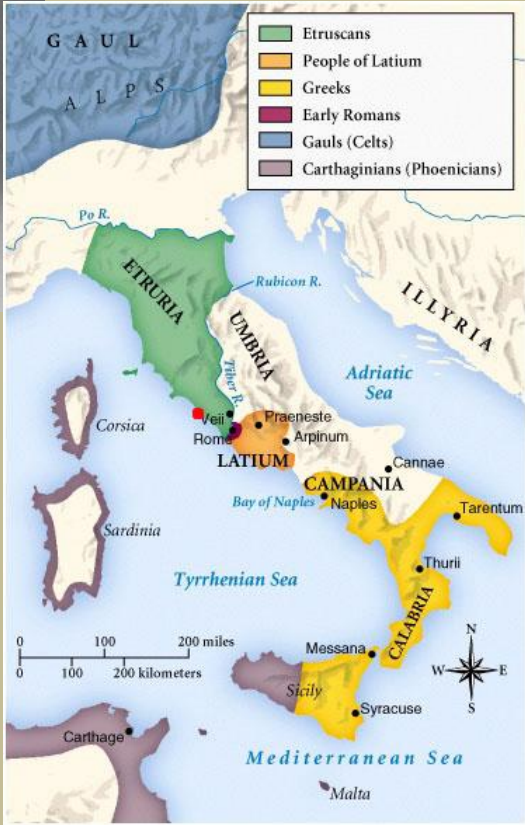 Etruscans
People of Latium
Greeks
Early Romans
Gauls (Celts)
Carthaginians (Phoenicians)
GAUL
ALPS
Po R.
ETRURIA
Rubicon R.
ILLYRIA
UMBRIA
Tiber R.
Adriatic
Sea
Corsica
Veii
Praeneste
Rome
Arpinum
LATIUM
Cannae
CAMPANIA
Bay of Naples
Naples
Tarentum
Sardinia
Thurii
Tyrrhenian Sea
CALABRIA
0 100 200 miles
0 100 200 kilometers
Messana
N
W
E
S
Sicily
Syracuse
Carthage
Mediterranean Sea
Malta